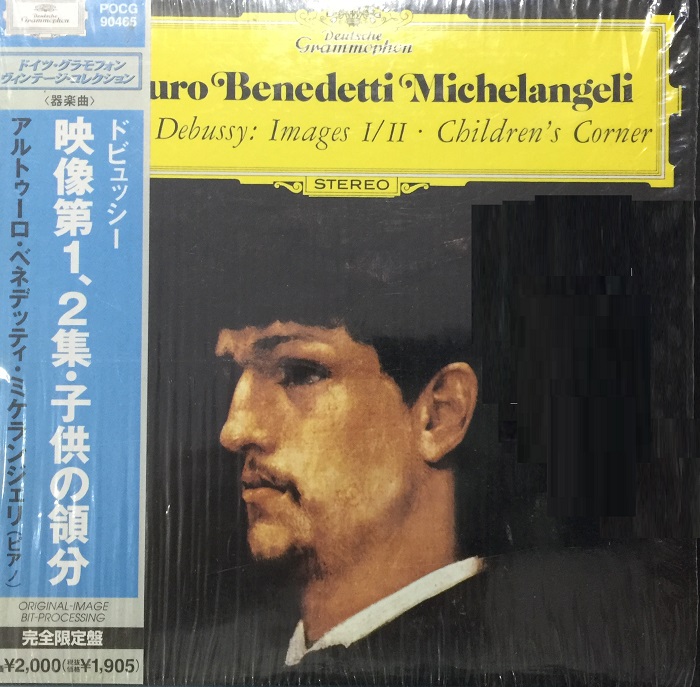 Deutsche
Grammophon
POCG
90465
ドイツ・グラモフォン
ヴィンテージ・コレクション
〈器楽曲〉
ドビュッシー
映像第1、2集・子供の領分
アルトゥーロ・ベネデッティ・ミケランジェリ(ピアノ)
ORIGINAL-IMAGE
BIT-PROCESSING
完全限定盤
¥2,000(税抜価格¥1,905)
Deutsche
Grammophon
uro Benedetti Michelangeli
Debussy: Images I/II · Children's Corner
STEREO